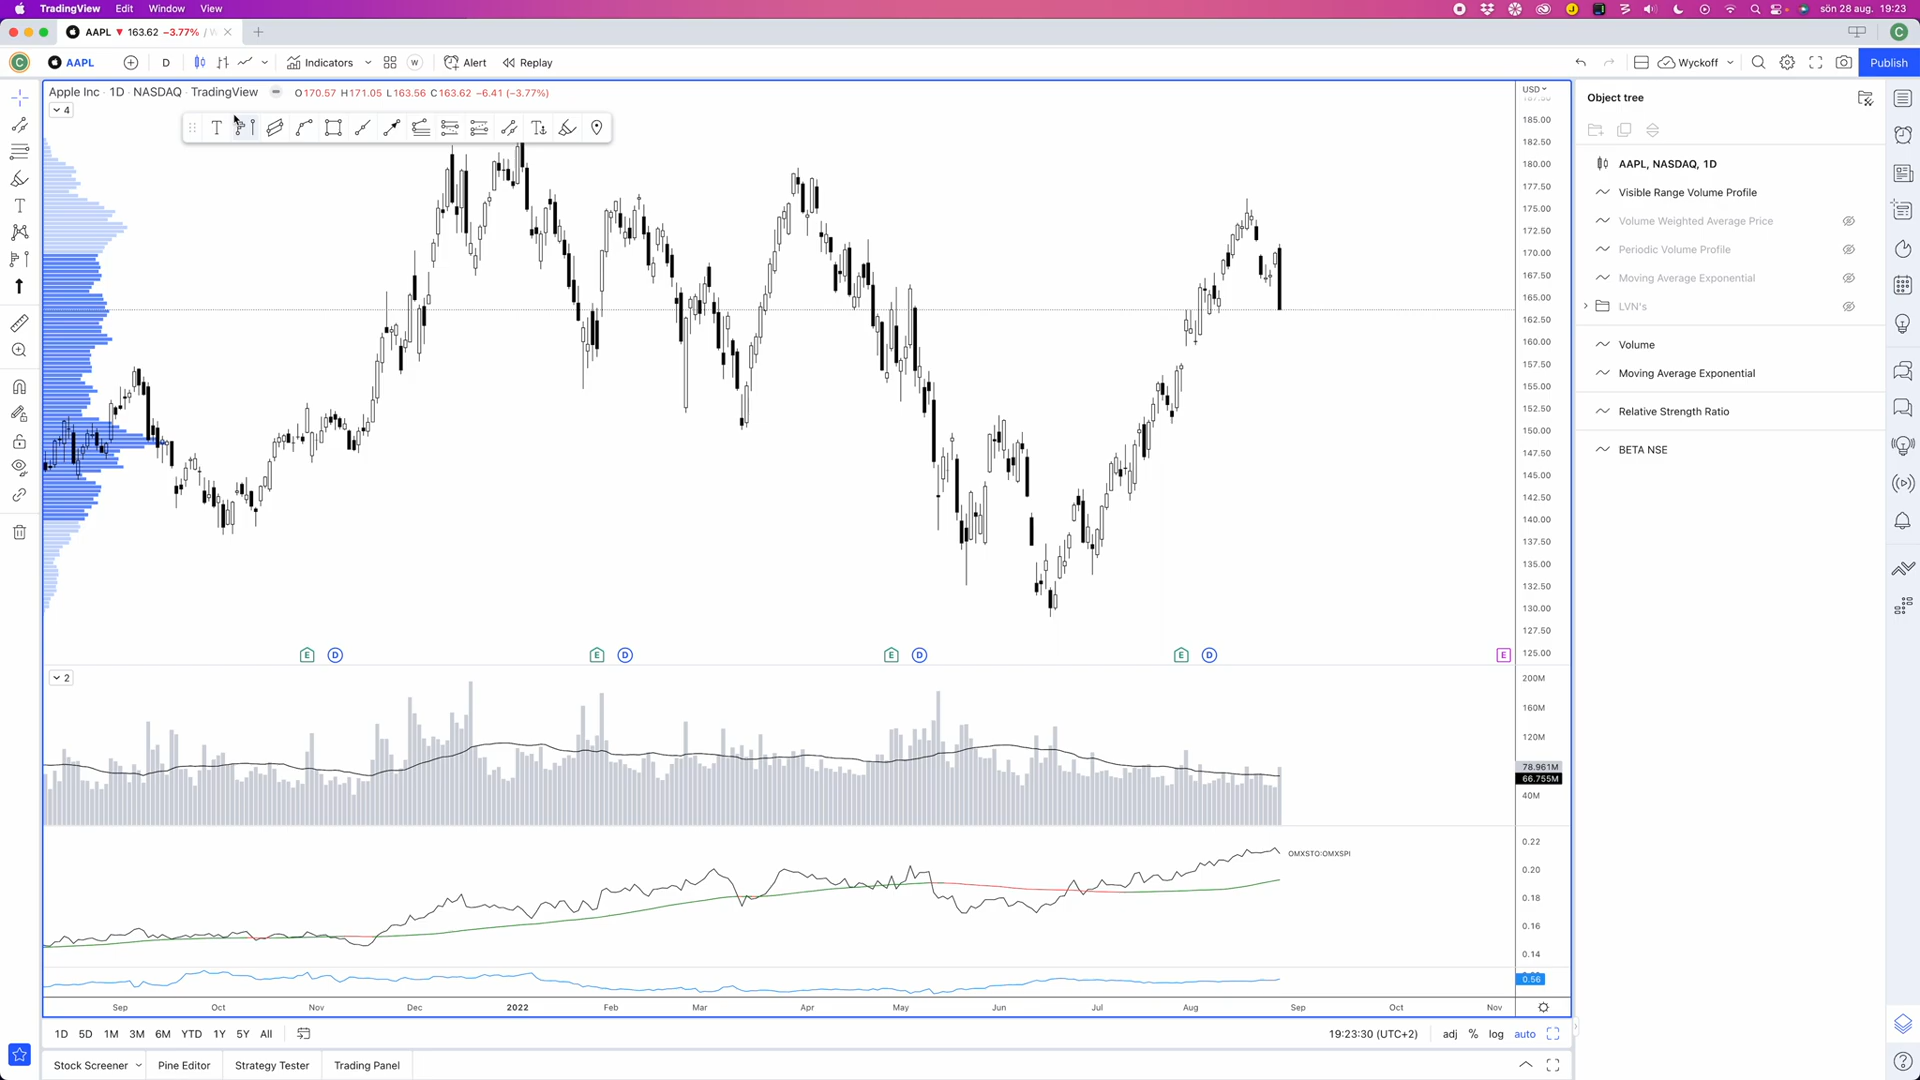 TradingView Edit Window View sön 28 aug. 19:23
AAPL ▼ 163.62 −3.77% /
AAPL D Indicators Alert Replay Wyckoff Publish
Apple Inc · 1D · NASDAQ · TradingView O170.57 H171.05 L163.56 C163.62 −6.41 (−3.77%)
4
USD
187.50
185.00
182.50
180.00
177.50
175.00
172.50
170.00
167.50
165.00
162.50
160.00
157.50
155.00
152.50
150.00
147.50
145.00
142.50
140.00
137.50
135.00
132.50
130.00
127.50
125.00
E D E D E D E D E
2
200M
160M
120M
78.961M
66.755M
40M
OMXSTO:OMXSPI
0.22
0.20
0.18
0.16
0.14
0.56
Sep Oct Nov Dec 2022 Feb Mar Apr May Jun Jul Aug Sep Oct Nov
1D 5D 1M 3M 6M YTD 1Y 5Y All 19:23:30 (UTC+2) adj % log auto
Stock Screener Pine Editor Strategy Tester Trading Panel
Object tree
AAPL, NASDAQ, 1D
Visible Range Volume Profile
Volume Weighted Average Price
Periodic Volume Profile
Moving Average Exponential
LVN's
Volume
Moving Average Exponential
Relative Strength Ratio
BETA NSE